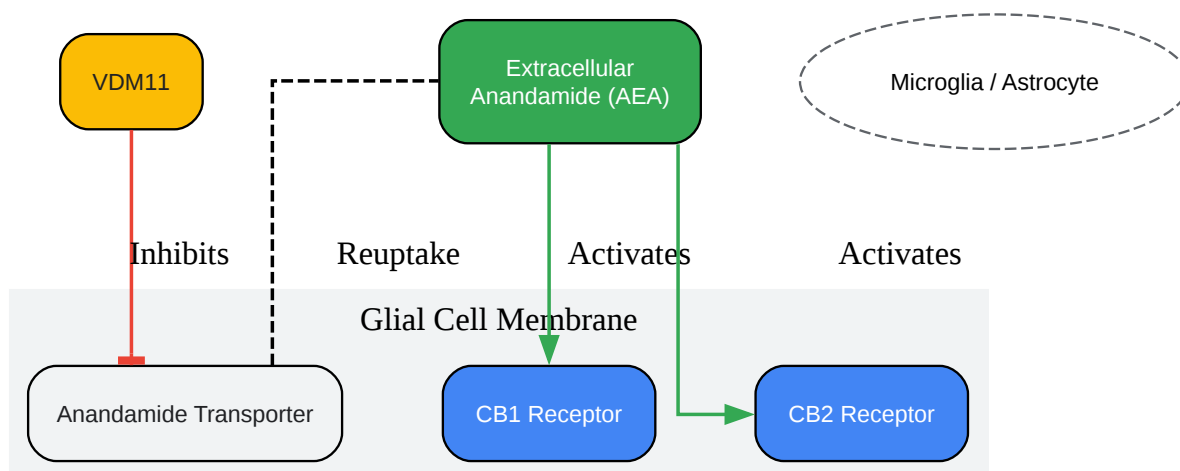 VDM11
Extracellular
Anandamide (AEA)
Microglia / Astrocyte
Inhibits
Reuptake
Activates
Activates
Glial Cell Membrane
Anandamide Transporter
CB1 Receptor
CB2 Receptor